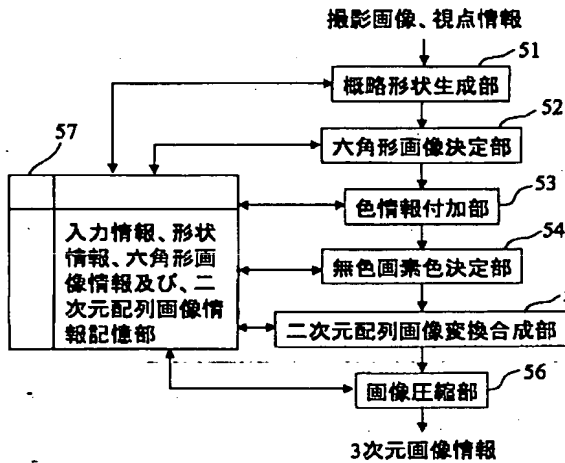 撮影画像、視点情報
51
概略形状生成部
52
六角形画像決定部
57
53
色情報付加部
54
無色画素色決定部
入力情報、形状
情報、六角形画
像情報及び、二
次元配列画像情
報記憶部
二次元配列画像変換合成部
56
画像圧縮部
3次元画像情報